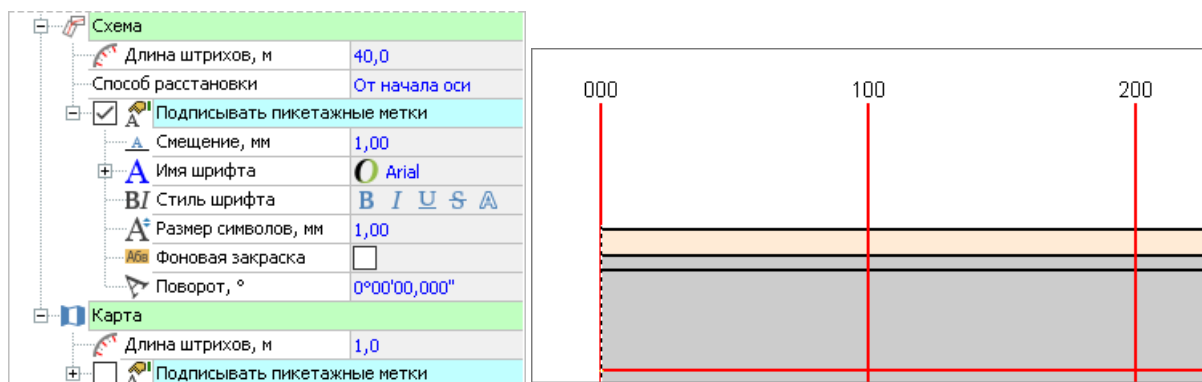 Схема
Длина штрихов, м 40,0
Способ расстановки От начала оси
A Подписывать пикетажные метки
A Смещение, мм 1,00
A Имя шрифта O Arial
BI Стиль шрифта B I U S A
A Размер символов, мм 1,00
Абв Фоновая закраска
Поворот, ° 0°00'00,000"
Карта
Длина штрихов, м 1,0
A Подписывать пикетажные метки
000 100 200